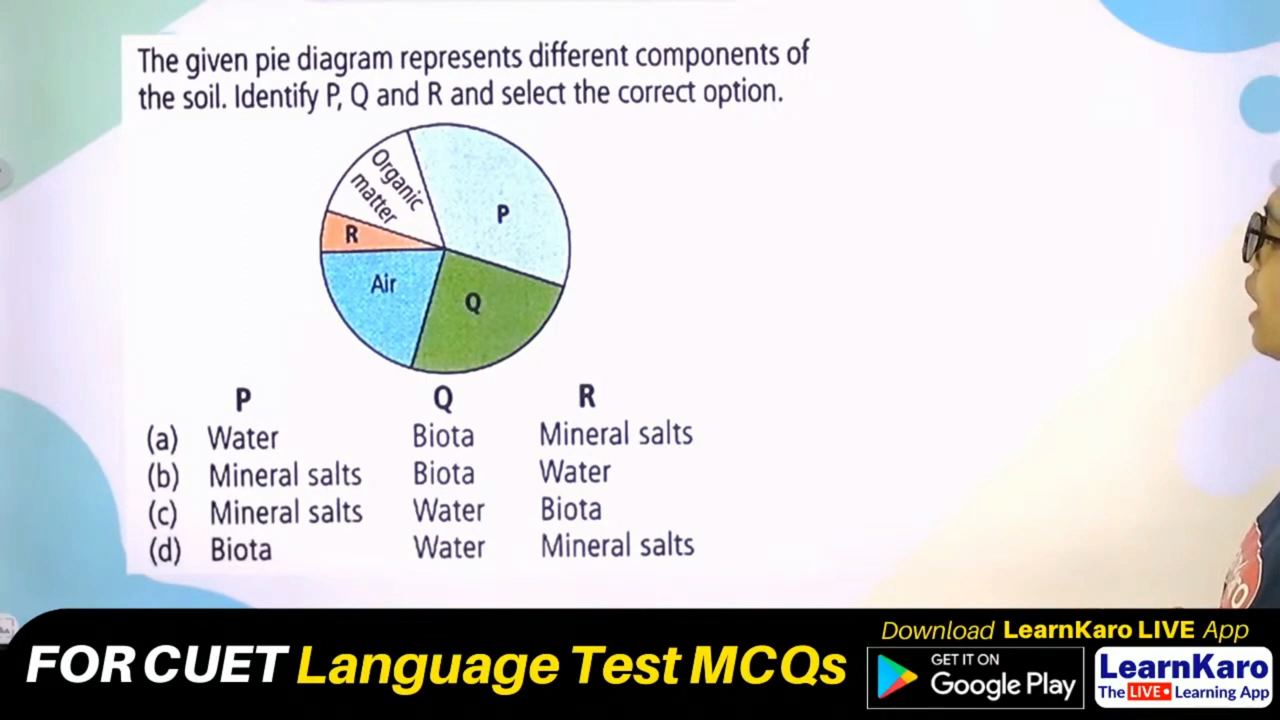 The given pie diagram represents different components of
the soil. Identify P, Q and R and select the correct option.
Organic
matter
P
R
Air
Q
P Q R
(a) Water Biota Mineral salts
(b) Mineral salts Biota Water
(c) Mineral salts Water Biota
(d) Biota Water Mineral salts
FOR CUET Language Test MCQs
Download LearnKaro LIVE App
GET IT ON
Google Play
LearnKaro
The LIVE Learning App